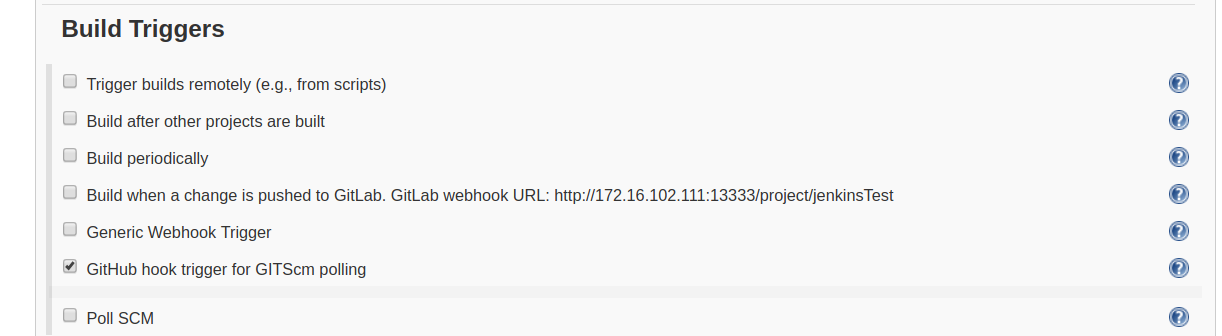 Build Triggers
Trigger builds remotely (e.g., from scripts)
Build after other projects are built
Build periodically
Build when a change is pushed to GitLab. GitLab webhook URL: http://172.16.102.111:13333/project/jenkinsTest
Generic Webhook Trigger
GitHub hook trigger for GITScm polling
Poll SCM